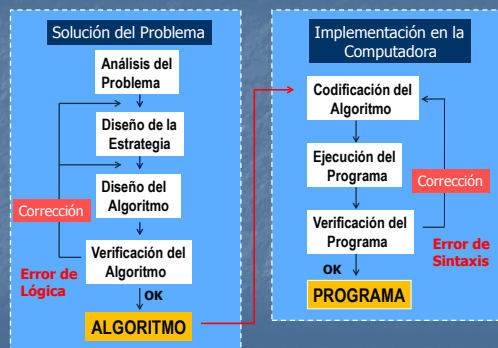 Solución del Problema
Análisis del
Problema
Diseño de la
Estrategia
Diseño del
Algoritmo
Corrección
Verificación del
Algoritmo
Error de
Lógica
OK
ALGORITMO
Implementación en la
Computadora
Codificación del
Algoritmo
Ejecución del
Programa
Corrección
Verificación del
Programa
Error de
Sintaxis
OK
PROGRAMA